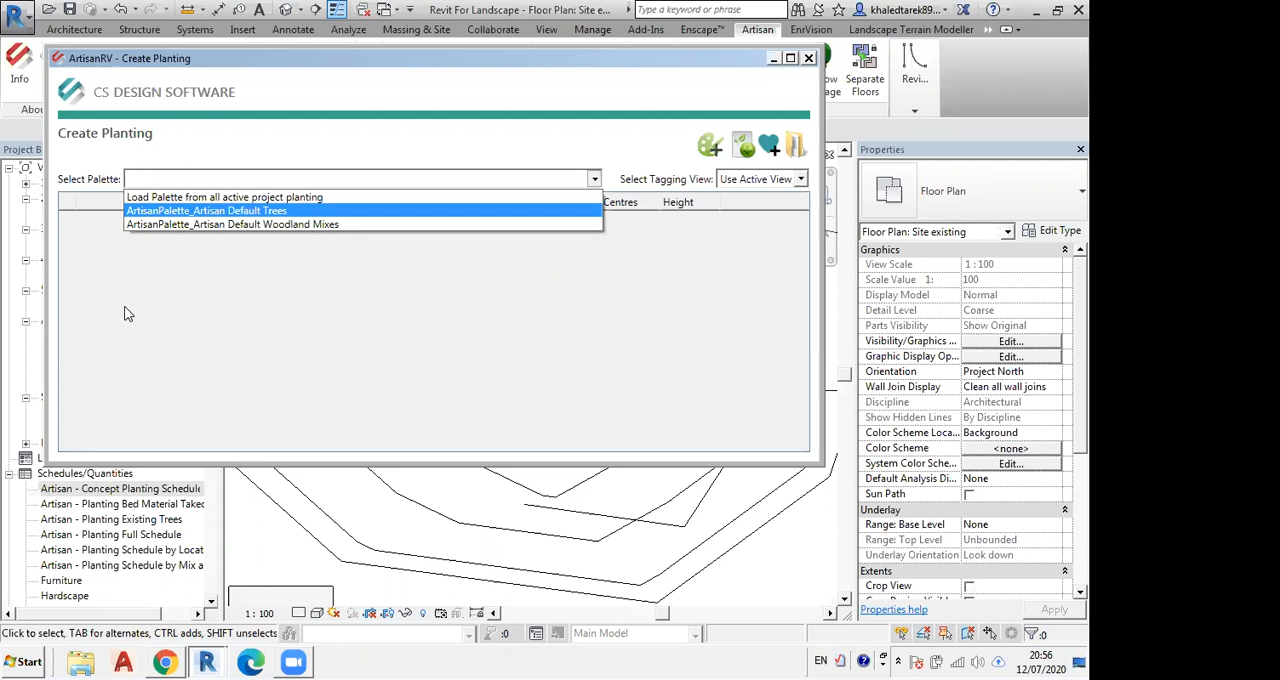 Revit For Landscape - Floor Plan: Site e...
Type a keyword or phrase
khaledtarek89...
Architecture Structure Systems Insert Annotate Analyze Massing & Site Collaborate View Manage Add-Ins Enscape™ Artisan EnvIsion Landscape Terrain Modeller
Info
Separate
Floors
Revi...
ArtisanRV - Create Planting
CS DESIGN SOFTWARE
Create Planting
Select Palette:
Select Tagging View: Use Active View
Load Palette from all active project planting
ArtisanPalette_Artisan Default Trees
ArtisanPalette_Artisan Default Woodland Mixes
Centres Height
Project B
Schedules/Quantities
Artisan - Concept Planting Schedule
Artisan - Planting Bed Material Takeo
Artisan - Planting Existing Trees
Artisan - Planting Full Schedule
Artisan - Planting Schedule by Locat
Artisan - Planting Schedule by Mix a
Furniture
Hardscape
1 : 100
Properties
Floor Plan
Floor Plan: Site existing
Edit Type
Graphics
View Scale 1 : 100
Scale Value 1: 100
Display Model Normal
Detail Level Coarse
Parts Visibility Show Original
Visibility/Graphics ... Edit...
Graphic Display Op... Edit...
Orientation Project North
Wall Join Display Clean all wall joins
Discipline Architectural
Show Hidden Lines By Discipline
Color Scheme Loca... Background
Color Scheme <none>
System Color Sche... Edit...
Default Analysis Di... None
Sun Path
Underlay
Range: Base Level None
Range: Top Level Unbounded
Underlay Orientation Look down
Extents
Crop View
Properties help
Apply
Click to select, TAB for alternates, CTRL adds, SHIFT unselects
:0
Main Model
:0
Start
EN
20:56
12/07/2020